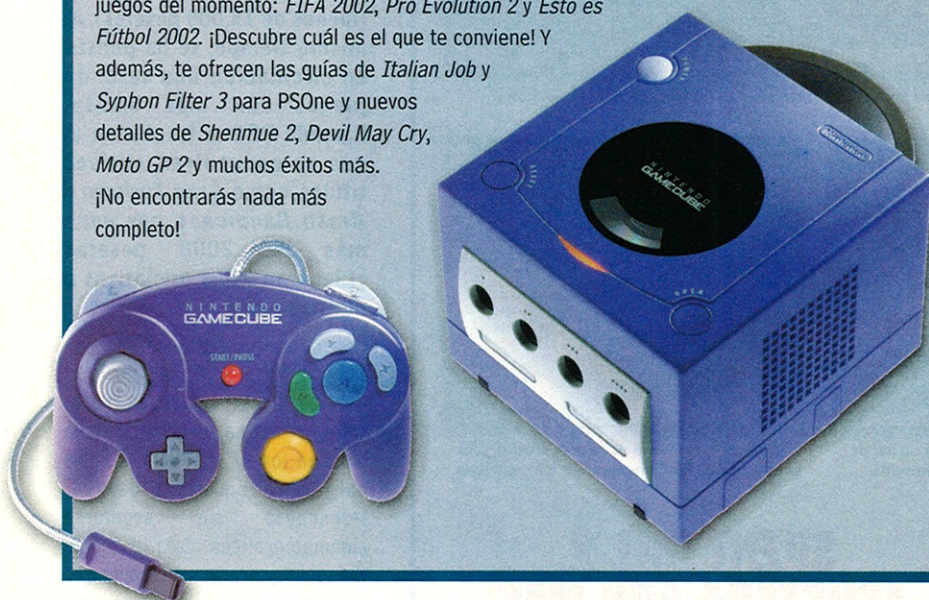 juegos del momento: FIFA 2002, Pro Evolution 2 y Esto es
Fútbol 2002. ¡Descubre cuál es el que te conviene! Y
además, te ofrecen las guías de Italian Job y
Syphon Filter 3 para PSOne y nuevos
detalles de Shenmue 2, Devil May Cry,
Moto GP 2 y muchos éxitos más.
¡No encontrarás nada más
completo!
NINTENDO
GAMECUBE
START/PAUSE
Nintendo
NINTENDO
GAMECUBE
OPEN